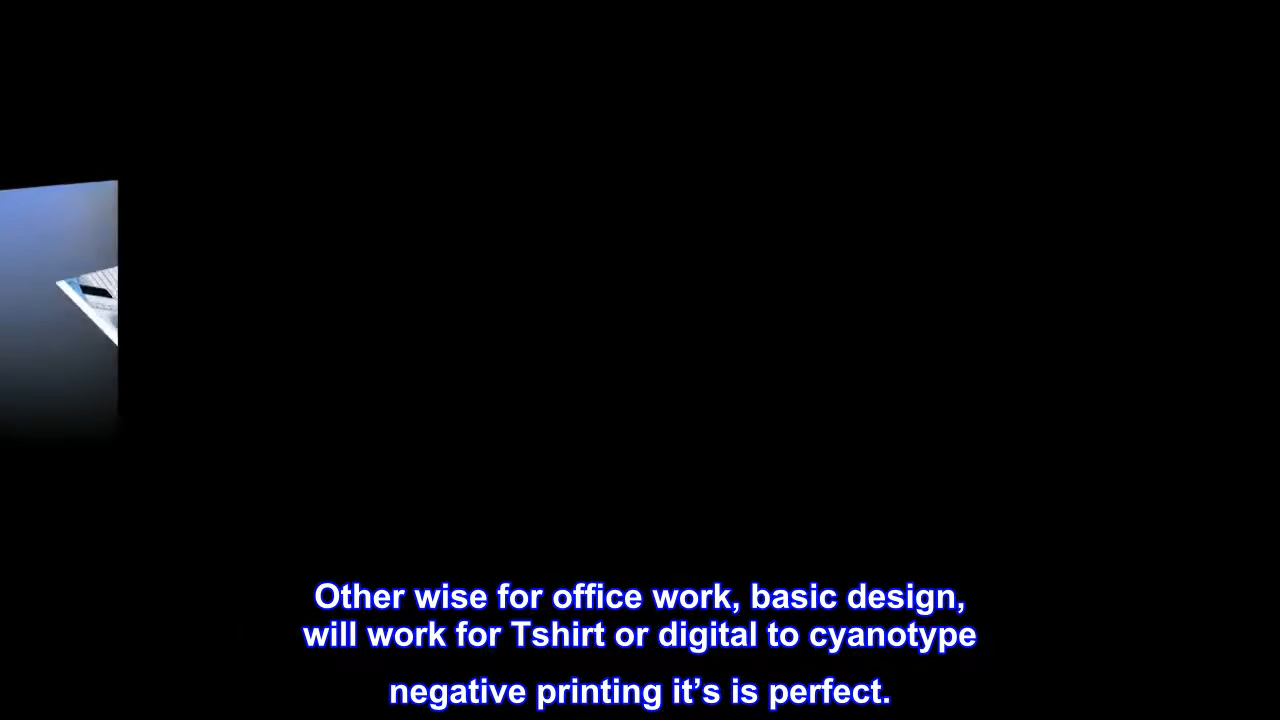 Other wise for office work, basic design,
will work for Tshirt or digital to cyanotype
negative printing it’s is perfect.